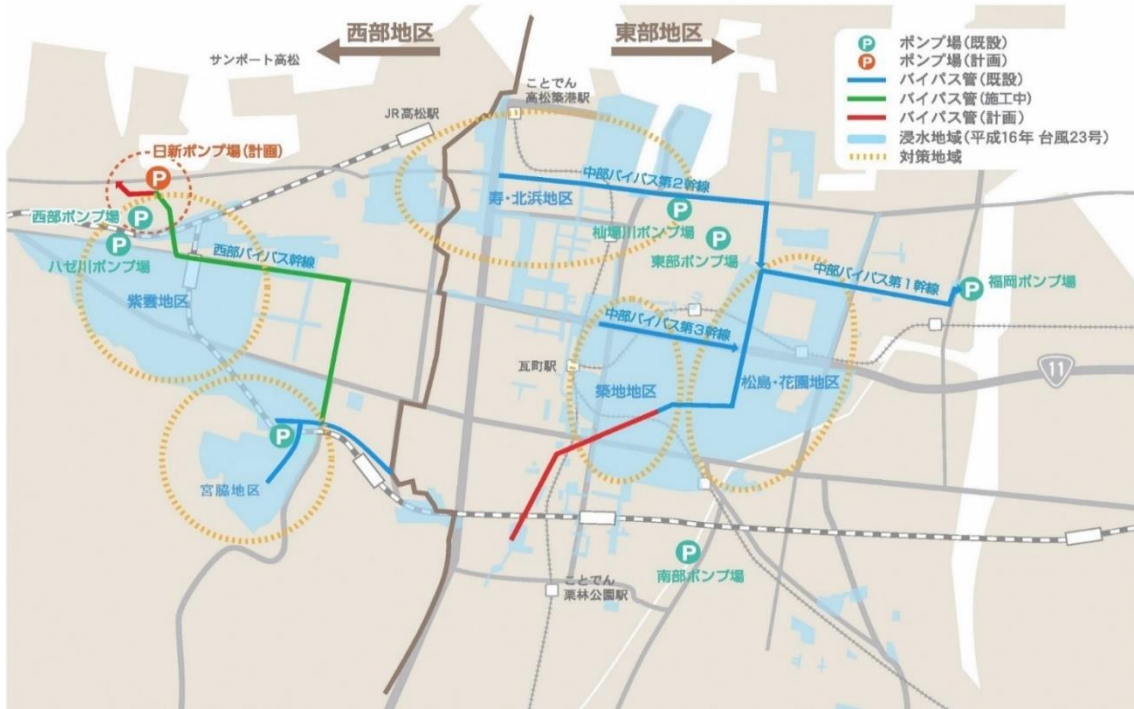 西部地区
東部地区
サンポート高松
ことでん
高松築港駅
JR高松駅
P ポンプ場(既設)
P ポンプ場(計画)
バイパス管(既設)
バイパス管(施工中)
バイパス管(計画)
浸水地域(平成16年 台風23号)
対策地域
日新ポンプ場(計画)
P
西部ポンプ場
P
P
ハゼ川ポンプ場
紫雲地区
西部バイパス幹線
中部バイパス第2幹線
寿・北浜地区
P
杣場川ポンプ場
P
東部ポンプ場
中部バイパス第1幹線
P
福岡ポンプ場
中部バイパス第3幹線
瓦町駅
築地地区
松島・花園地区
11
P
宮脇地区
P
南部ポンプ場
ことでん
栗林公園駅